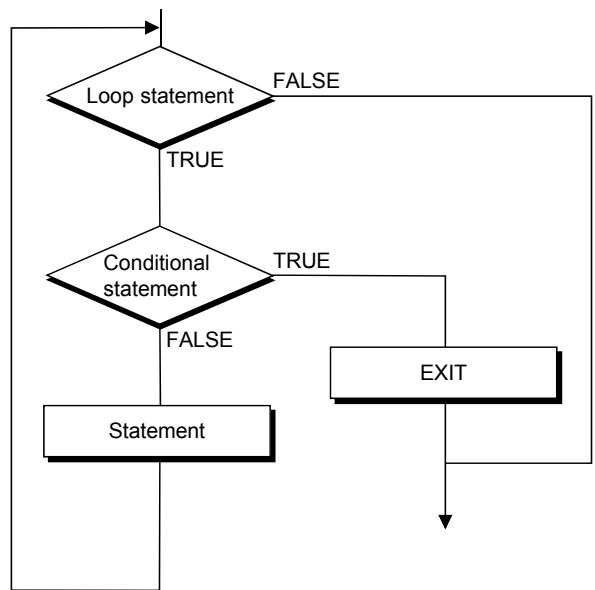 Loop statement
FALSE
TRUE
Conditional
statement
TRUE
FALSE
EXIT
Statement